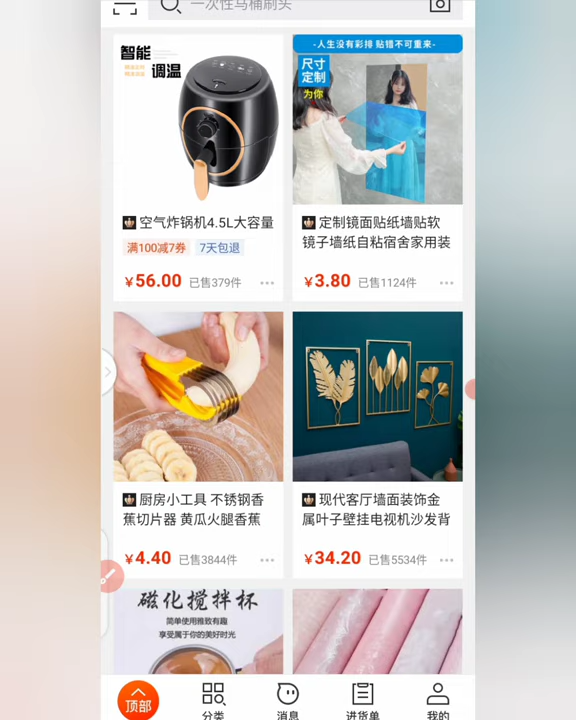 一次性马桶刷头
智能
调温
-人生没有彩排 贴错不可重来-
尺寸
定制
为你
空气炸锅机4.5L大容量
满100减7券 7天包退
¥56.00 已售379件
定制镜面贴纸墙贴软
镜子墙纸自粘宿舍家用装
¥3.80 已售1124件
厨房小工具 不锈钢香
蕉切片器 黄瓜火腿香蕉
¥4.40 已售3844件
现代客厅墙面装饰金
属叶子壁挂电视机沙发背
¥34.20 已售5534件
磁化搅拌杯
简单使用雅致有趣
享受属于你的美好时光
顶部
分类
消息
进货单
我的